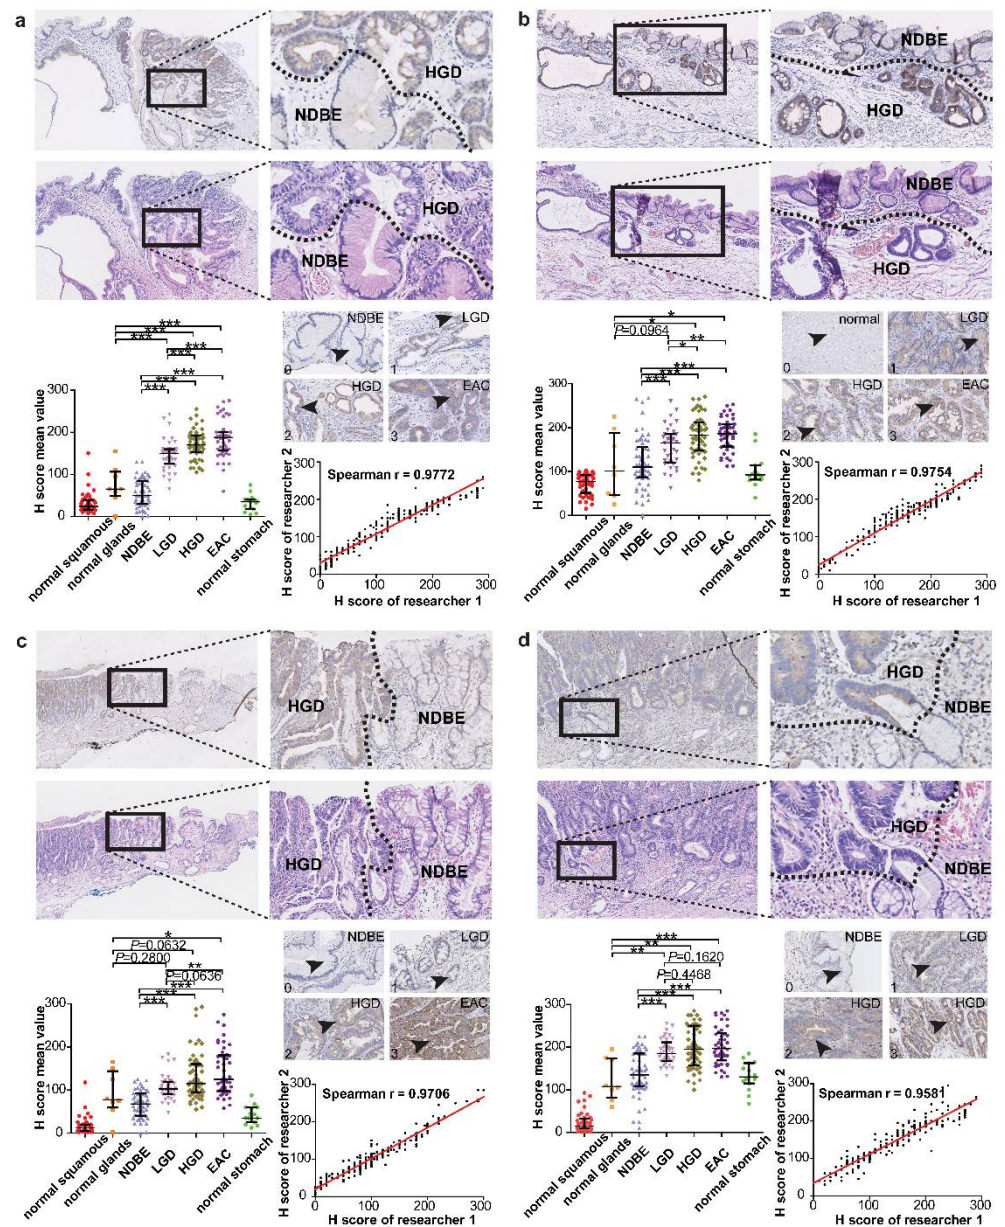 a
HGD
NDBE
HGD
NDBE
***
***
***
***
***
***
***
***
H score mean value
300
200
100
0
normal squamous
normal glands
NDBE
LGD
HGD
EAC
normal stomach
NDBE
0
LGD
1
HGD
2
EAC
3
Spearman r = 0.9772
H score of researcher 2
300
200
100
0
0 100 200 300
H score of researcher 1
b
NDBE
HGD
NDBE
HGD
*
*
P=0.0964
**
*
***
***
***
H score mean value
300
200
100
0
normal squamous
normal glands
NDBE
LGD
HGD
EAC
normal stomach
normal
0
LGD
1
HGD
2
EAC
3
Spearman r = 0.9754
H score of researcher 2
300
200
100
0
0 100 200 300
H score of researcher 1
c
HGD
NDBE
HGD
NDBE
*
P=0.0632
P=0.2800
**
P=0.0636
***
***
***
H score mean value
300
200
100
0
normal squamous
normal glands
NDBE
LGD
HGD
EAC
normal stomach
NDBE
0
LGD
1
HGD
2
EAC
3
Spearman r = 0.9706
H score of researcher 2
300
200
100
0
0 100 200 300
H score of researcher 1
d
HGD
NDBE
HGD
NDBE
***
**
**
P=0.1620
P=0.4468
***
***
***
H score mean value
300
200
100
0
normal squamous
normal glands
NDBE
LGD
HGD
EAC
normal stomach
NDBE
0
LGD
1
HGD
2
HGD
3
Spearman r = 0.9581
H score of researcher 2
300
200
100
0
0 100 200 300
H score of researcher 1